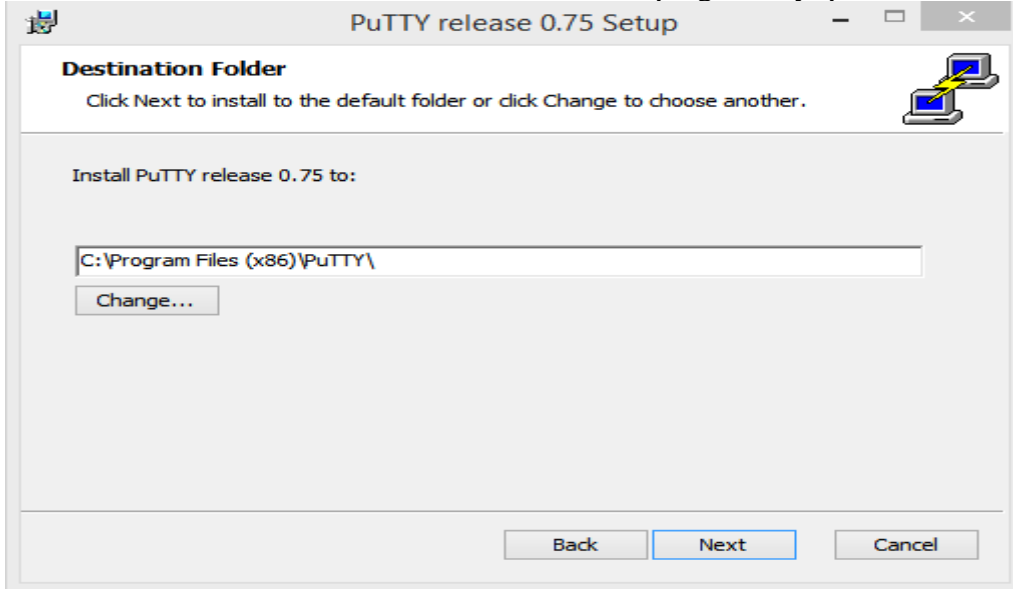 PuTTY release 0.75 Setup
Destination Folder
Click Next to install to the default folder or click Change to choose another.
Install PuTTY release 0.75 to:
C:\Program Files (x86)\PuTTY\
Change...
Back Next Cancel